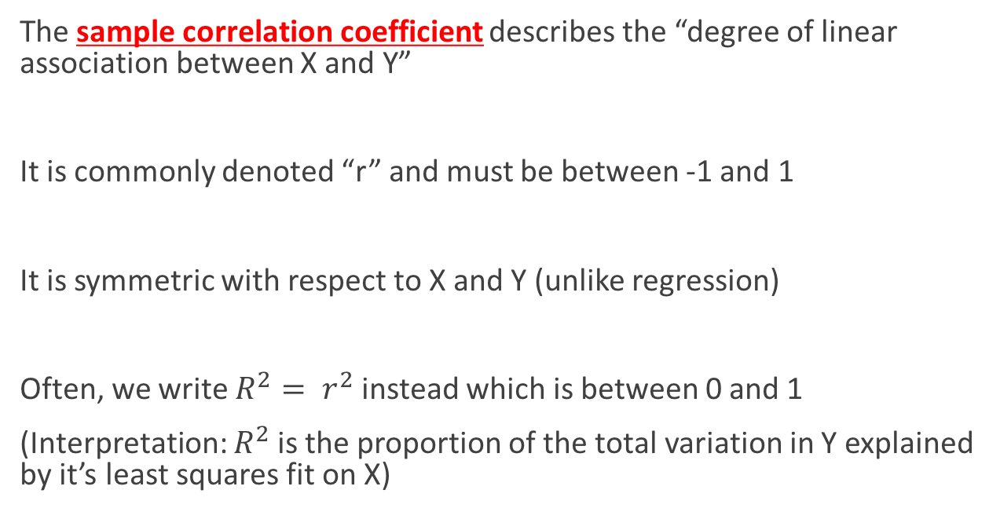 The sample correlation coefficient describes the “degree of linear
association between X and Y”
It is commonly denoted “r” and must be between -1 and 1
It is symmetric with respect to X and Y (unlike regression)
Often, we write R² = r² instead which is between 0 and 1
(Interpretation: R² is the proportion of the total variation in Y explained
by it’s least squares fit on X)